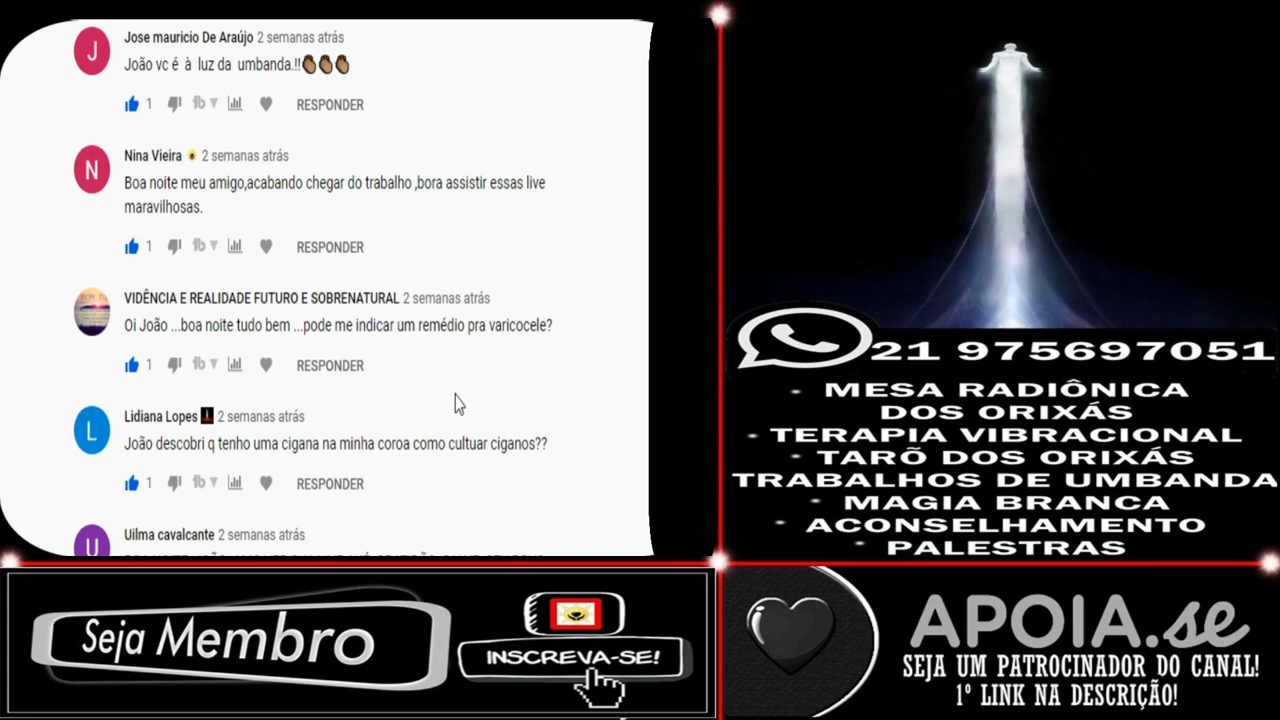 J
Jose mauricio De Araújo 2 semanas atrás
João vc é à luz da umbanda.!!👏🏾👏🏾👏🏾
1 RESPONDER
N
Nina Vieira 2 semanas atrás
Boa noite meu amigo,acabando chegar do trabalho ,bora assistir essas live
maravilhosas.
1 RESPONDER
VIDÊNCIA E REALIDADE FUTURO E SOBRENATURAL 2 semanas atrás
Oi João ...boa noite tudo bem ...pode me indicar um remédio pra varicocele?
1 RESPONDER
L
Lidiana Lopes 2 semanas atrás
João descobri q tenho uma cigana na minha coroa como cultuar ciganos??
1 RESPONDER
U
Uilma cavalcante 2 semanas atrás
21 975697051
• MESA RADIÔNICA
DOS ORIXÁS
• TERAPIA VIBRACIONAL
• TARÕ DOS ORIXÁS
TRABALHOS DE UMBANDA
• MAGIA BRANCA
• ACONSELHAMENTO
• PALESTRAS
Seja Membro
INSCREVA-SE!
APOIA.se
SEJA UM PATROCINADOR DO CANAL!
1º LINK NA DESCRIÇÃO!